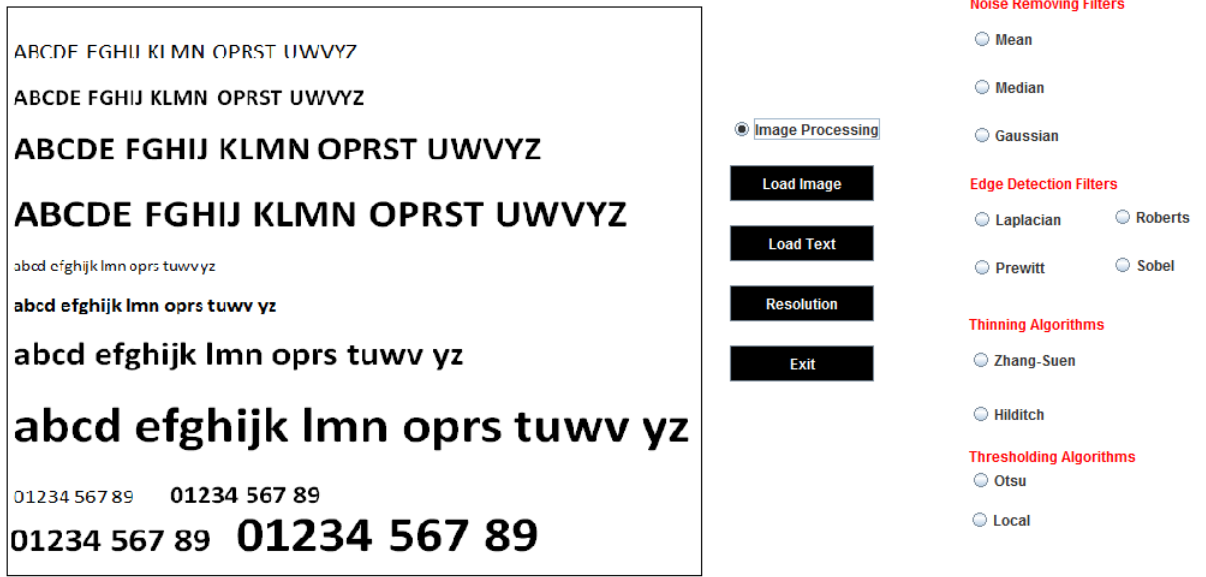 ABCDE FGHIJ KLMN OPRST UWVYZ
ABCDE FGHIJ KLMN OPRST UWVYZ
ABCDE FGHIJ KLMN OPRST UWVYZ
ABCDE FGHIJ KLMN OPRST UWVYZ
abcd efghijk lmn oprs tuwv yz
abcd efghijk lmn oprs tuwv yz
abcd efghijk lmn oprs tuwv yz
abcd efghijk lmn oprs tuwv yz
01234 567 89 01234 567 89
01234 567 89 01234 567 89
Image Processing
Load Image
Load Text
Resolution
Exit
Noise Removing Filters
Mean
Median
Gaussian
Edge Detection Filters
Laplacian Roberts
Prewitt Sobel
Thinning Algorithms
Zhang-Suen
Hilditch
Thresholding Algorithms
Otsu
Local